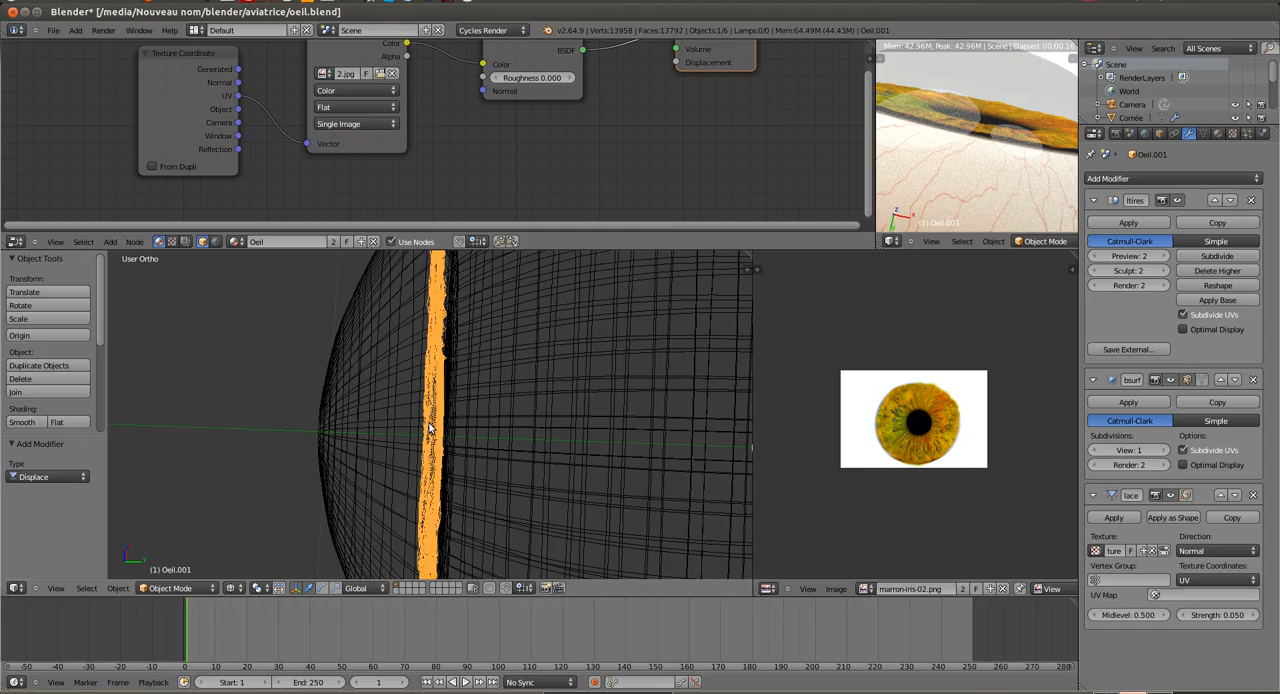 Blender* [/media/Nouveau nom/blender/aviatrice/oeil.blend]
File Add Render Window Help Default Scene Cycles Render v2.64.9 | Verts:13958 | Faces:13792 | Objects:1/6 | Lamps:0/0 | Mem:64.49M (44.43M) | Oeil.001
Texture Coordinate
Generated
Normal
UV
Object
Camera
Window
Reflection
From Dupli
Color
Alpha
2.jpg F
Color
Flat
Single Image
Vector
BSDF
Color
Roughness 0.000
Normal
Volume
Displacement
View Select Add Node Oeil 2 F Use Nodes
Mem: 42.96M, Peak: 42.96M | Scene | Elapsed: 00:00.16
(1) Oeil.001
View Select Object Object Mode
View Search All Scenes
Scene
RenderLayers
World
Camera
Cornée
Oeil.001
Add Modifier
ltires
Apply Copy
Catmull-Clark Simple
Preview: 2 Subdivide
Sculpt: 2 Delete Higher
Render: 2 Reshape
Apply Base
Subdivide UVs
Optimal Display
Save External...
bsurf
Apply Copy
Catmull-Clark Simple
Subdivisions: Options:
View: 1 Subdivide UVs
Render: 2 Optimal Display
lace
Apply Apply as Shape Copy
Texture: Direction:
ture F Normal
Vertex Group: Texture Coordinates:
UV
UV Map
Midlevel: 0.500 Strength: 0.050
Object Tools
Transform:
Translate
Rotate
Scale
Origin
Object:
Duplicate Objects
Delete
Join
Shading:
Smooth Flat
Add Modifier
Type
Displace
User Ortho
z
y
(1) Oeil.001
View Select Object Object Mode Global
View Image marron-iris-02.png 2 F View
-50 -40 -30 -20 -10 0 10 20 30 40 50 60 70 80 90 100 110 120 130 140 150 160 170 180 190 200 210 220 230 240 250 260 270 280
View Marker Frame Playback Start: 1 End: 250 1 No Sync